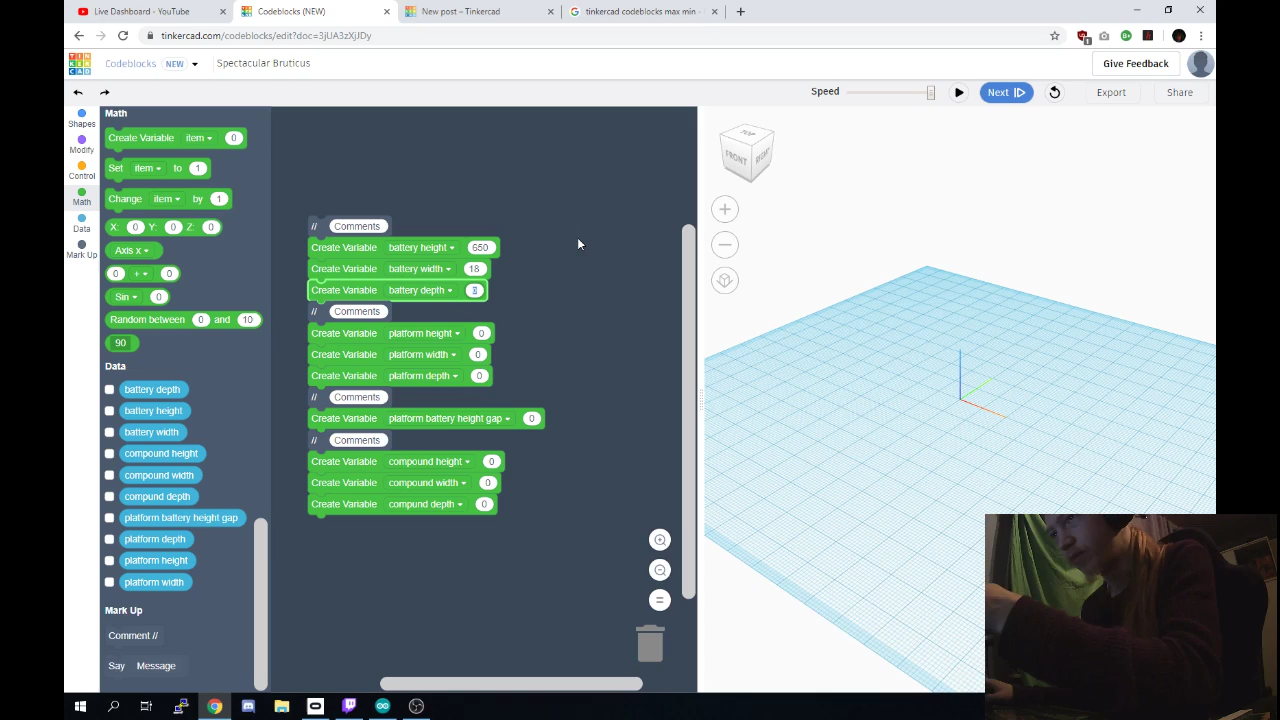 Live Dashboard - YouTube
Codeblocks (NEW)
New post – Tinkercad
tinkercad codeblocks max min -
tinkercad.com/codeblocks/edit?doc=3jUA3zXjJDy
TIN
KER
CAD
Codeblocks NEW
Spectacular Bruticus
Give Feedback
Speed
Next
Export
Share
Shapes
Modify
Control
Math
Data
Mark Up
Math
Create Variable item 0
Set item to 1
Change item by 1
X: 0 Y: 0 Z: 0
Axis x
0 + 0
Sin 0
Random between 0 and 10
90
Data
battery depth
battery height
battery width
compound height
compound width
compund depth
platform battery height gap
platform depth
platform height
platform width
Mark Up
Comment //
Say Message
// Comments
Create Variable battery height 650
Create Variable battery width 18
Create Variable battery depth
// Comments
Create Variable platform height 0
Create Variable platform width 0
Create Variable platform depth 0
// Comments
Create Variable platform battery height gap 0
// Comments
Create Variable compound height 0
Create Variable compound width 0
Create Variable compund depth 0
TOP
FRONT
RIGHT